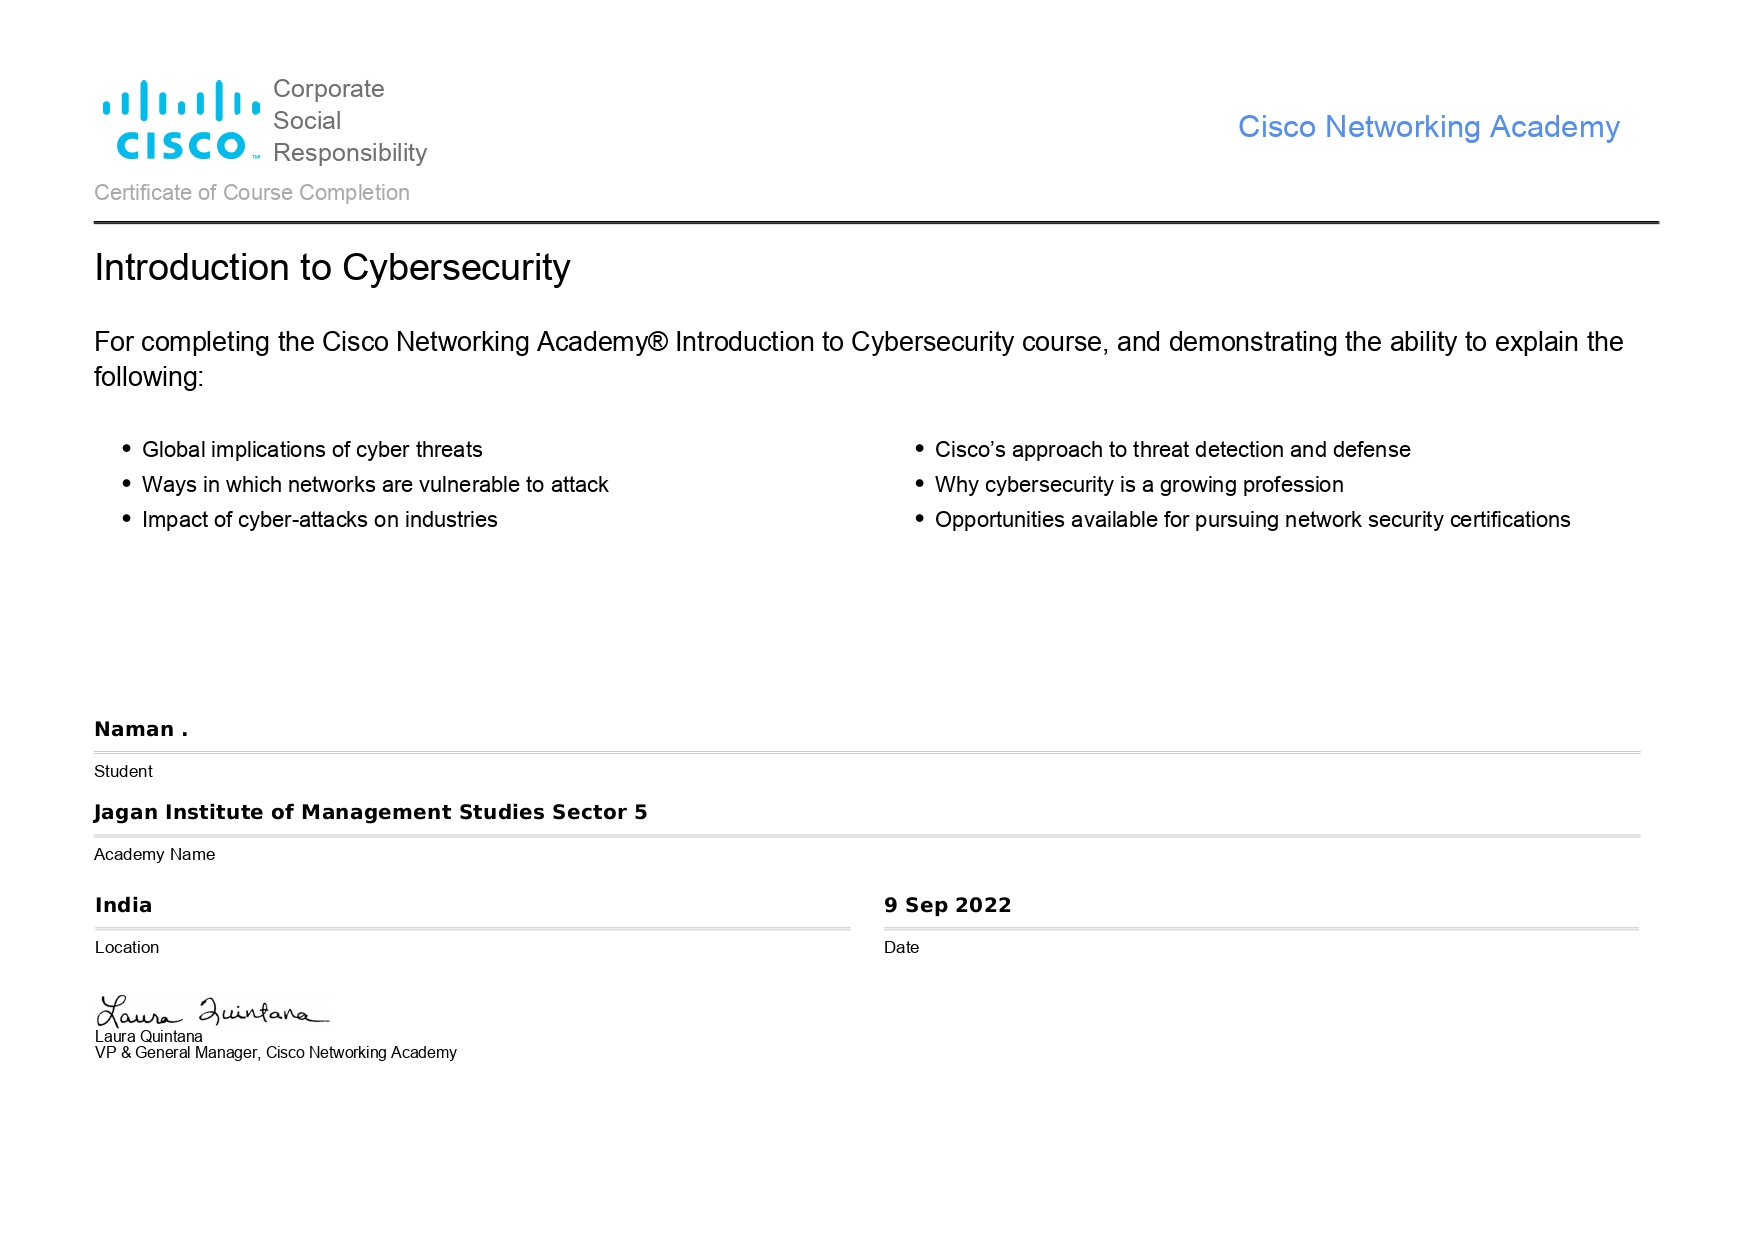 CISCO™
Corporate
Social
Responsibility
Cisco Networking Academy
Certificate of Course Completion
Introduction to Cybersecurity
For completing the Cisco Networking Academy® Introduction to Cybersecurity course, and demonstrating the ability to explain the
following:
• Global implications of cyber threats
• Ways in which networks are vulnerable to attack
• Impact of cyber-attacks on industries
• Cisco’s approach to threat detection and defense
• Why cybersecurity is a growing profession
• Opportunities available for pursuing network security certifications
Naman .
Student
Jagan Institute of Management Studies Sector 5
Academy Name
India
Location
9 Sep 2022
Date
Laura Quintana
Laura Quintana
VP & General Manager, Cisco Networking Academy